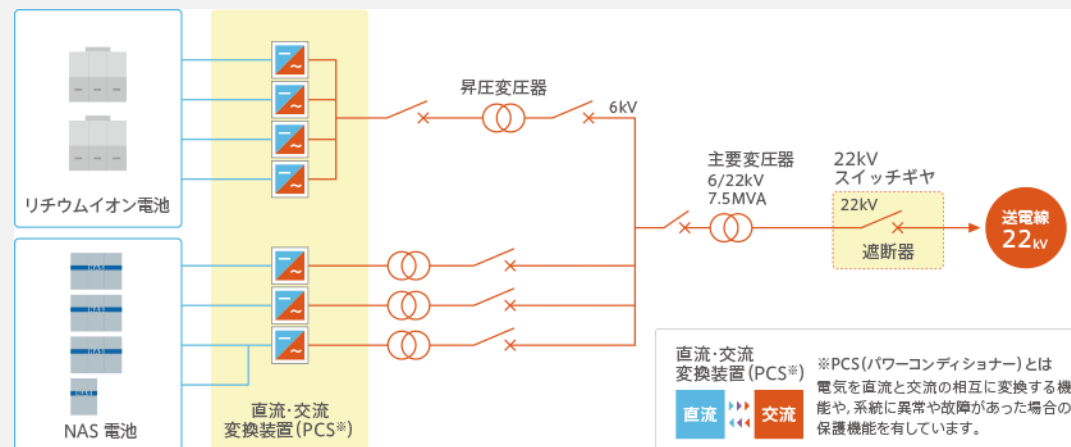 リチウムイオン電池
NAS
NAS
NAS
NAS
NAS 電池
直流・交流
変換装置(PCS※)
昇圧変圧器
6kV
主要変圧器
6/22kV
7.5MVA
22kV
スイッチギヤ
22kV
遮断器
送電線
22kV
直流・交流
変換装置(PCS※)
直流
交流
※PCS(パワーコンディショナー)とは
電気を直流と交流の相互に変換する機
能や,系統に異常や故障があった場合の
保護機能を有しています。